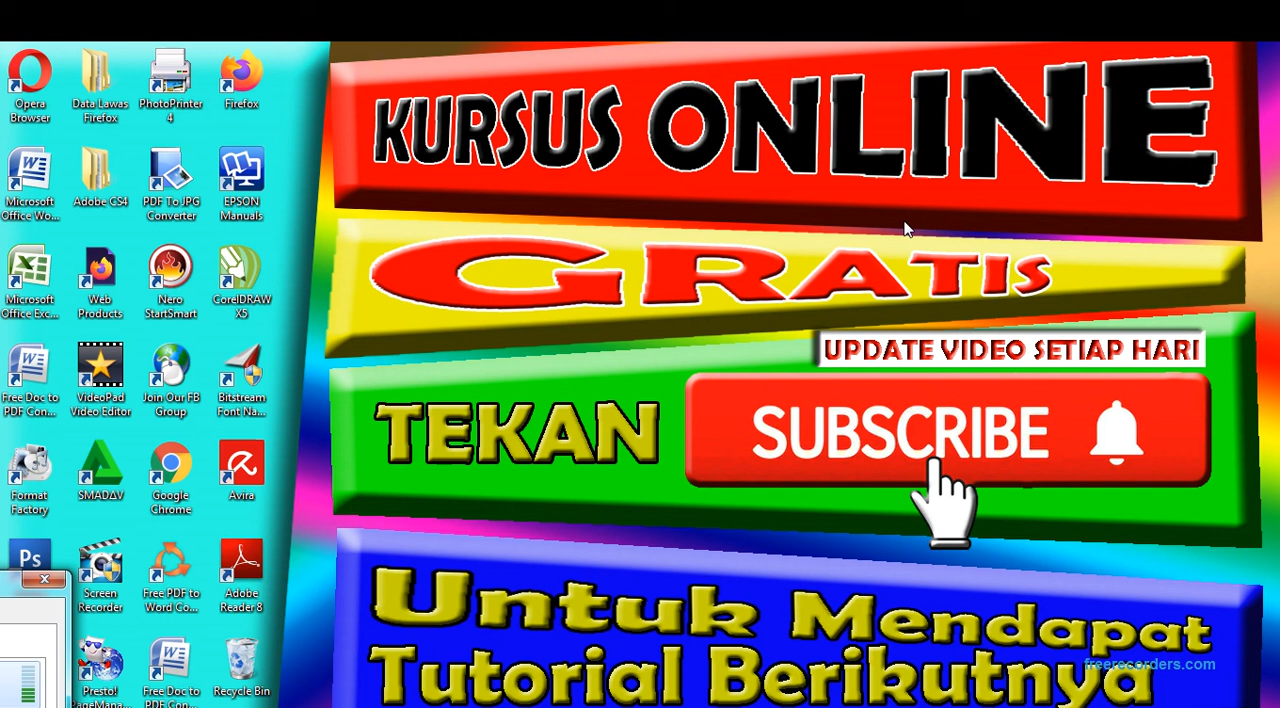 Opera
Browser
Data Lawas
Firefox
PhotoPrinter
4
Firefox
Microsoft
Office Wo...
Adobe CS4
PDF To JPG
Converter
EPSON
Manuals
Microsoft
Office Exc...
Web
Products
Nero
StartSmart
CorelDRAW
X5
Free Doc to
PDF Con...
VideoPad
Video Editor
Join Our FB
Group
Bitstream
Font Na...
Format
Factory
SMADΔV
Google
Chrome
Avira
Ps
Screen
Recorder
Free PDF to
Word Co...
Adobe
Reader 8
Presto!
PageMana...
Free Doc to
PDF Con...
Recycle Bin
KURSUS ONLINE
GRATIS
UPDATE VIDEO SETIAP HARI
TEKAN SUBSCRIBE
Untuk Mendapat
Tutorial Berikutnya
freerecorders.com